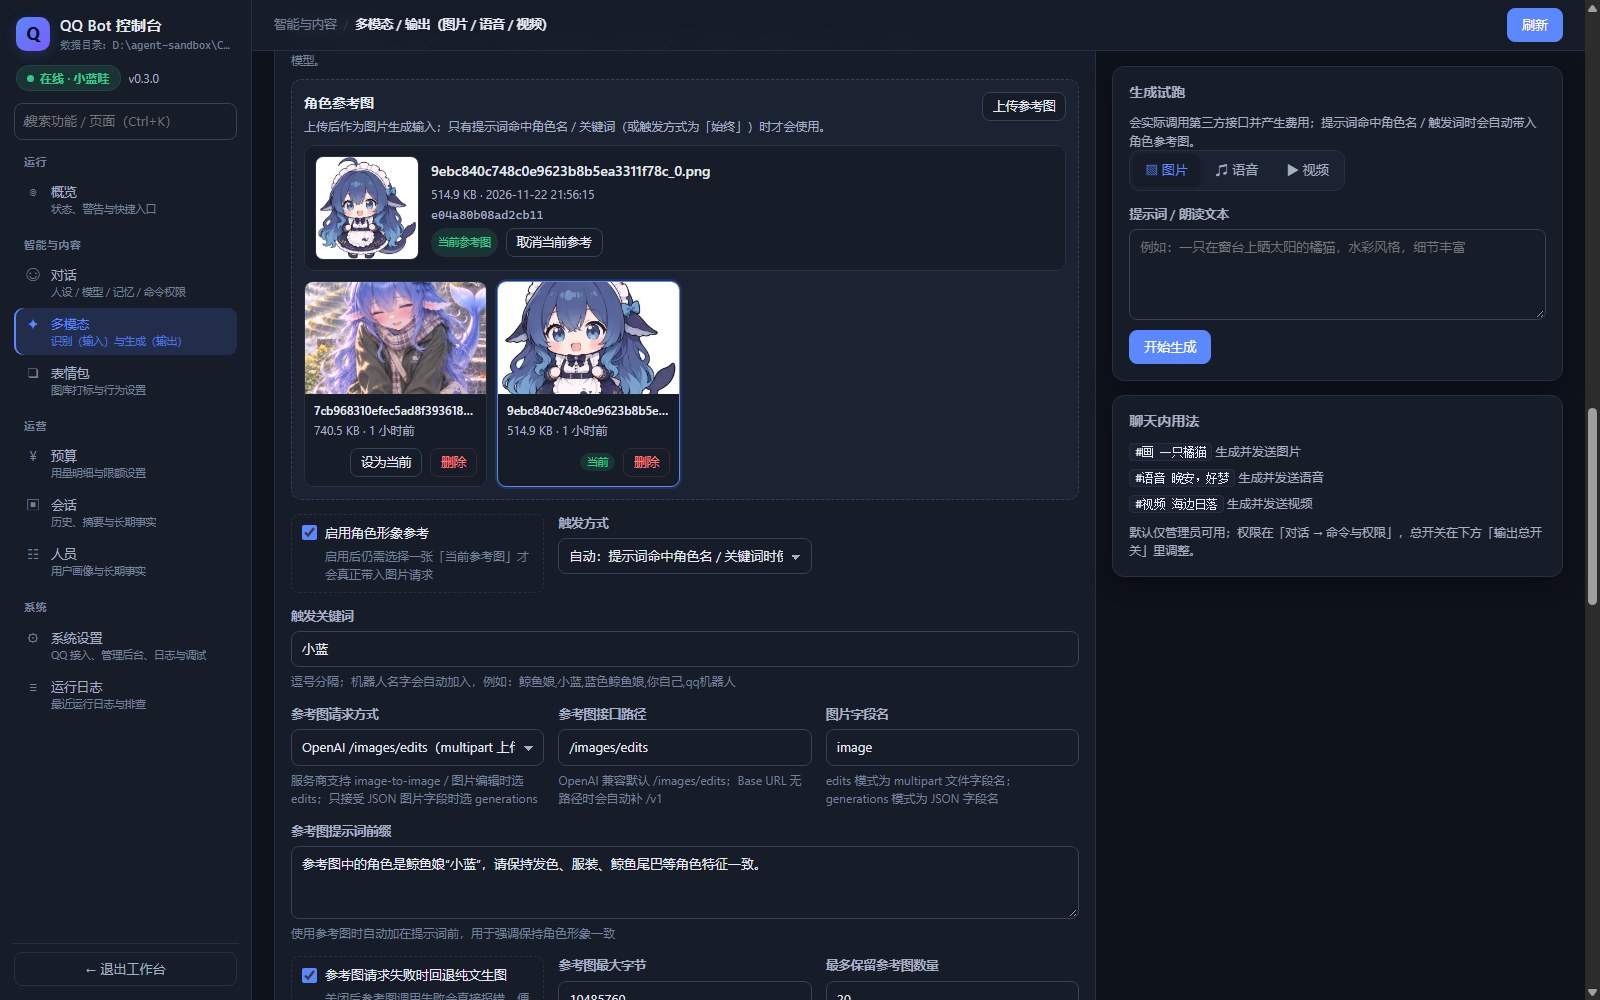 Q
QQ Bot 控制台
数据目录：D:\agent-sandbox\C…
在线 · 小蓝哇
v0.3.0
搜索功能 / 页面（Ctrl+K）
运行
概览
状态、警告与快捷入口
智能与内容
对话
人设 / 模型 / 记忆 / 命令权限
多模态
识别（输入）与生成（输出）
表情包
图库打标与行为设置
运营
¥ 预算
用量明细与限额设置
会话
历史、摘要与长期事实
人员
用户画像与长期事实
系统
系统设置
QQ 接入、管理后台、日志与调试
运行日志
最近运行日志与排查
← 退出工作台
智能与内容 / 多模态 / 输出（图片 / 语音 / 视频）
刷新
模型。
角色参考图
上传参考图
上传后作为图片生成输入；只有提示词命中角色名 / 关键词（或触发方式为「始终」）时才会使用。
9ebc840c748c0e9623b8b5ea3311f78c_0.png
514.9 KB · 2026-11-22 21:56:15
e04a80b08ad2cb11
当前参考图
取消当前参考
7cb968310efec5ad8f393618…
740.5 KB · 1 小时前
设为当前
删除
9ebc840c748c0e9623b8b5e…
514.9 KB · 1 小时前
当前
删除
启用角色形象参考
启用后仍需选择一张「当前参考图」才
会真正带入图片请求
触发方式
自动：提示词命中角色名 / 关键词时使
触发关键词
小蓝
逗号分隔；机器人名字会自动加入，例如：鲸鱼娘,小蓝,蓝色鲸鱼娘,你自己,qq机器人
参考图请求方式
参考图接口路径
图片字段名
OpenAI /images/edits（multipart 上传
/images/edits
image
服务商支持 image-to-image / 图片编辑时选
edits；只接受 JSON 图片字段时选 generations
OpenAI 兼容默认 /images/edits；Base URL 无
路径时会自动补 /v1
edits 模式为 multipart 文件字段名；
generations 模式为 JSON 字段名
参考图提示词前缀
参考图中的角色是鲸鱼娘“小蓝”，请保持发色、服装、鲸鱼尾巴等角色特征一致。
使用参考图时自动加在提示词前，用于强调保持角色形象一致
参考图请求失败时回退纯文生图
关闭后参考图调用失败会直接报错，便
参考图最大字节
10485760
最多保留参考图数量
20
生成试跑
会实际调用第三方接口并产生费用；提示词命中角色名 / 触发词时会自动带入
角色参考图。
图片
语音
视频
提示词 / 朗读文本
例如：一只在窗台上晒太阳的橘猫，水彩风格，细节丰富
开始生成
聊天内用法
#画 一只橘猫 生成并发送图片
#语音 晚安，好梦 生成并发送语音
#视频 海边日落 生成并发送视频
默认仅管理员可用；权限在「对话 → 命令与权限」，总开关在下方「输出总开
关」里调整。